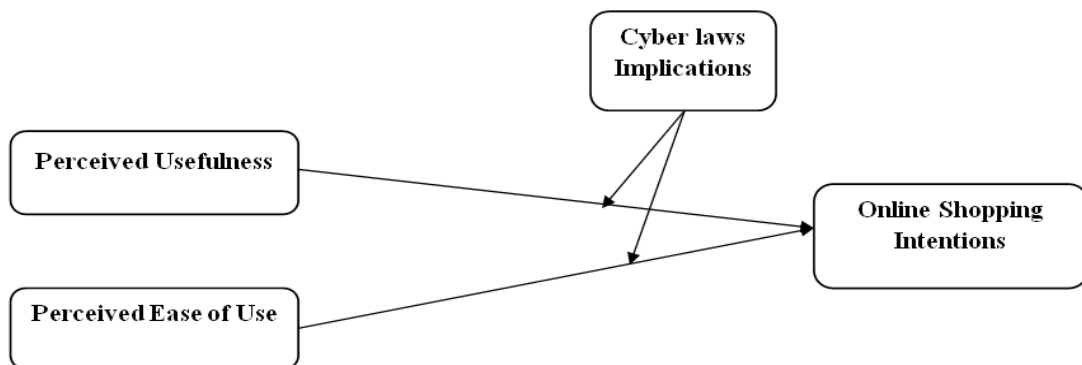 Cyber laws
Implications
Perceived Usefulness
Online Shopping
Intentions
Perceived Ease of Use